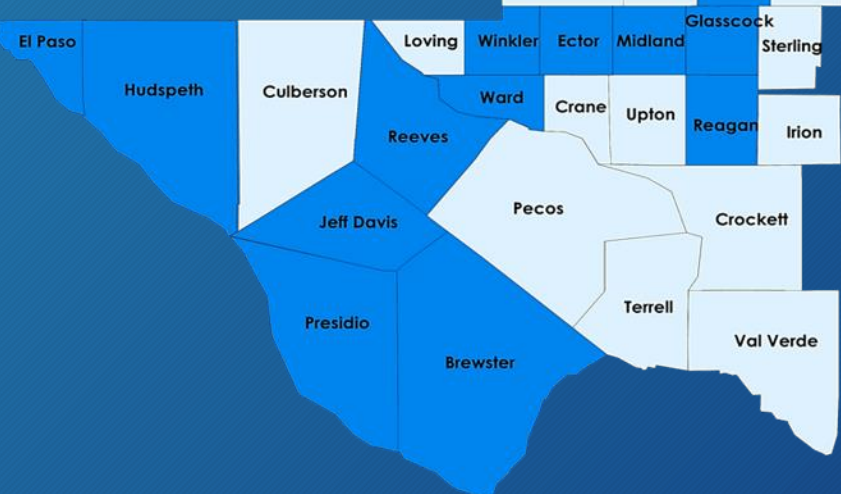 Glasscock
El Paso
Loving
Winkler
Ector
Midland
Sterling
Hudspeth
Culberson
Ward
Crane
Upton
Reagan
Irion
Reeves
Pecos
Crockett
Jeff Davis
Terrell
Presidio
Val Verde
Brewster